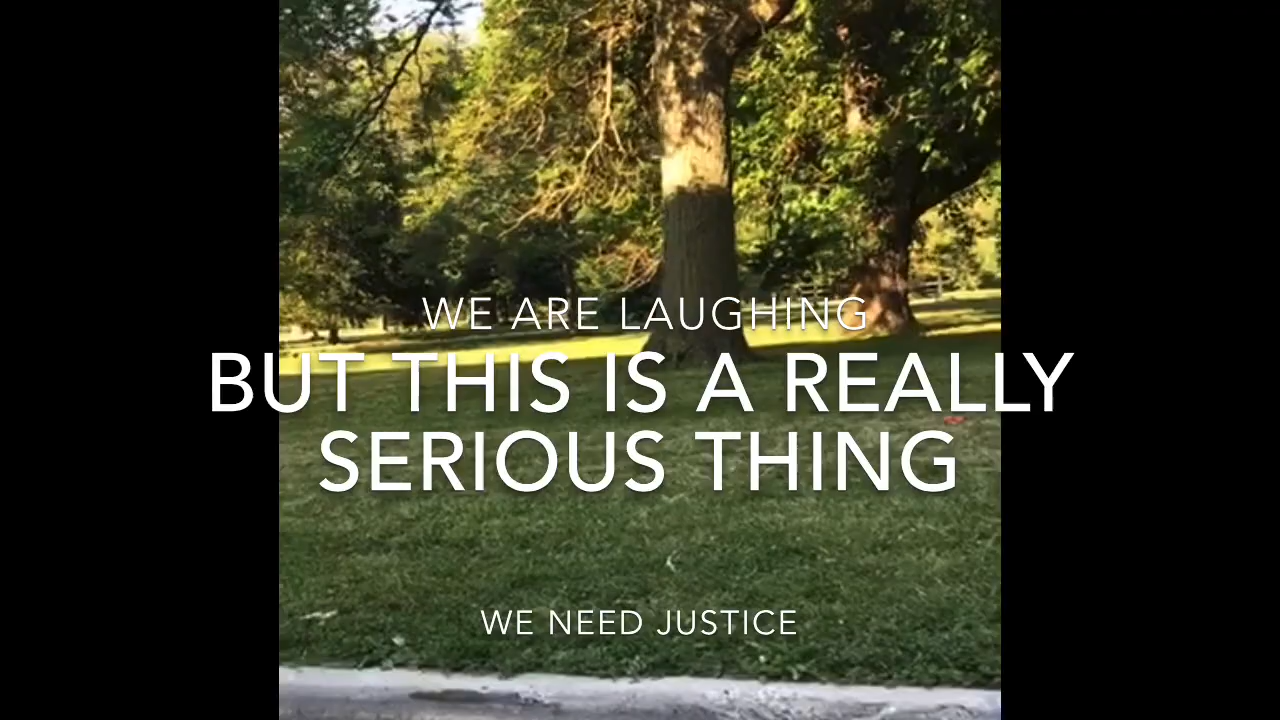 WE ARE LAUGHING
BUT THIS IS A REALLY
SERIOUS THING
WE NEED JUSTICE